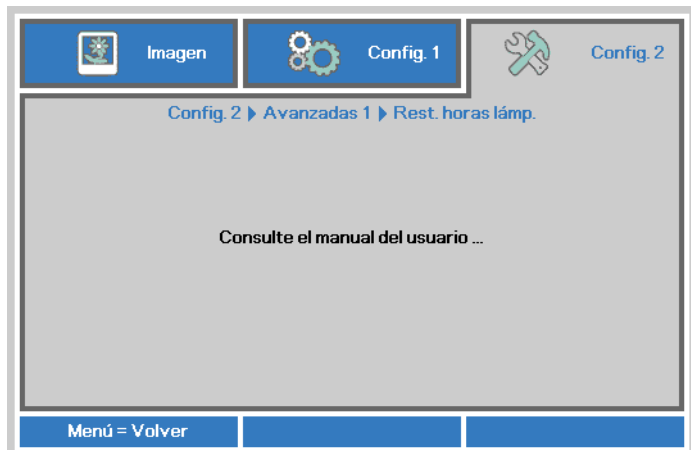 Imagen
Config. 1
Config. 2
Config. 2 ▶ Avanzadas 1 ▶ Rest. horas lámp.
Consulte el manual del usuario ...
Menú = Volver